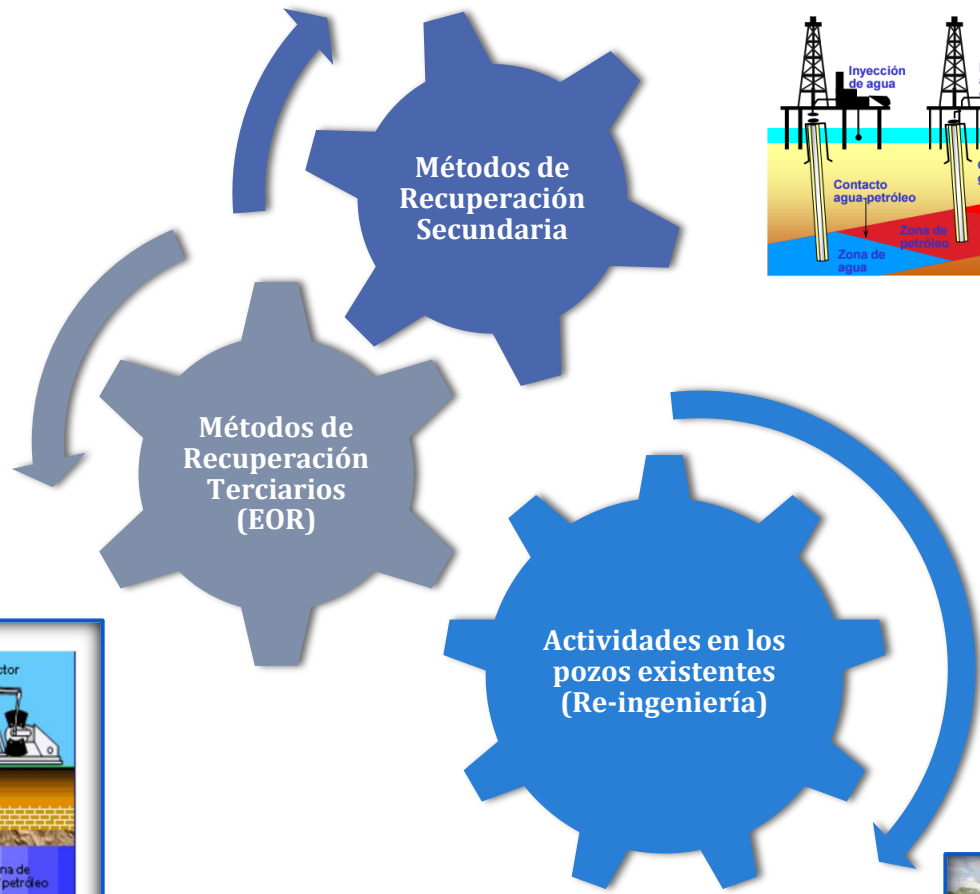 Métodos de
Recuperación
Secundaria
Inyección
de agua
Contacto
agua-petróleo
Zona de
petróleo
Zona de
agua
Métodos de
Recuperación
Terciarios
(EOR)
Actividades en los
pozos existentes
(Re-ingeniería)
petróleo